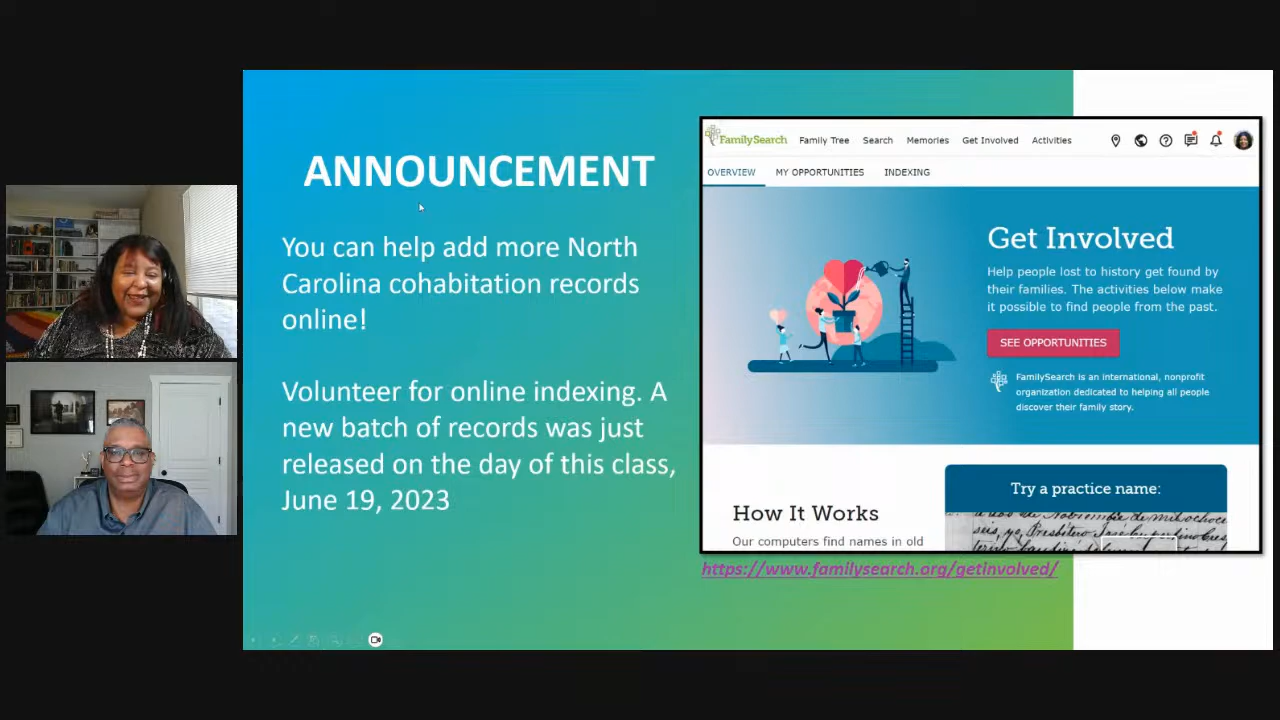 ANNOUNCEMENT
You can help add more North
Carolina cohabitation records
online!
Volunteer for online indexing. A
new batch of records was just
released on the day of this class,
June 19, 2023
FamilySearch Family Tree Search Memories Get Involved Activities
OVERVIEW MY OPPORTUNITIES INDEXING
Get Involved
Help people lost to history get found by
their families. The activities below make
it possible to find people from the past.
SEE OPPORTUNITIES
FamilySearch is an international, nonprofit
organization dedicated to helping all people
discover their family story.
How It Works
Our computers find names in old
Try a practice name:
seis, yo, Presbitero
https://www.familysearch.org/getinvolved/